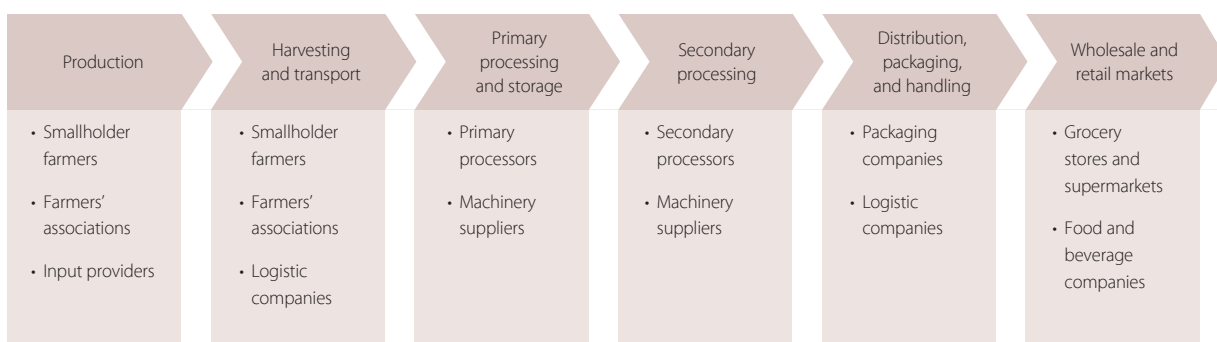 Production
Harvesting
and transport
Primary
processing
and storage
Secondary
processing
Distribution,
packaging,
and handling
Wholesale and
retail markets
• Smallholder
farmers
• Farmers’
associations
• Input providers
• Smallholder
farmers
• Farmers’
associations
• Logistic
companies
• Primary
processors
• Machinery
suppliers
• Secondary
processors
• Machinery
suppliers
• Packaging
companies
• Logistic
companies
• Grocery
stores and
supermarkets
• Food and
beverage
companies